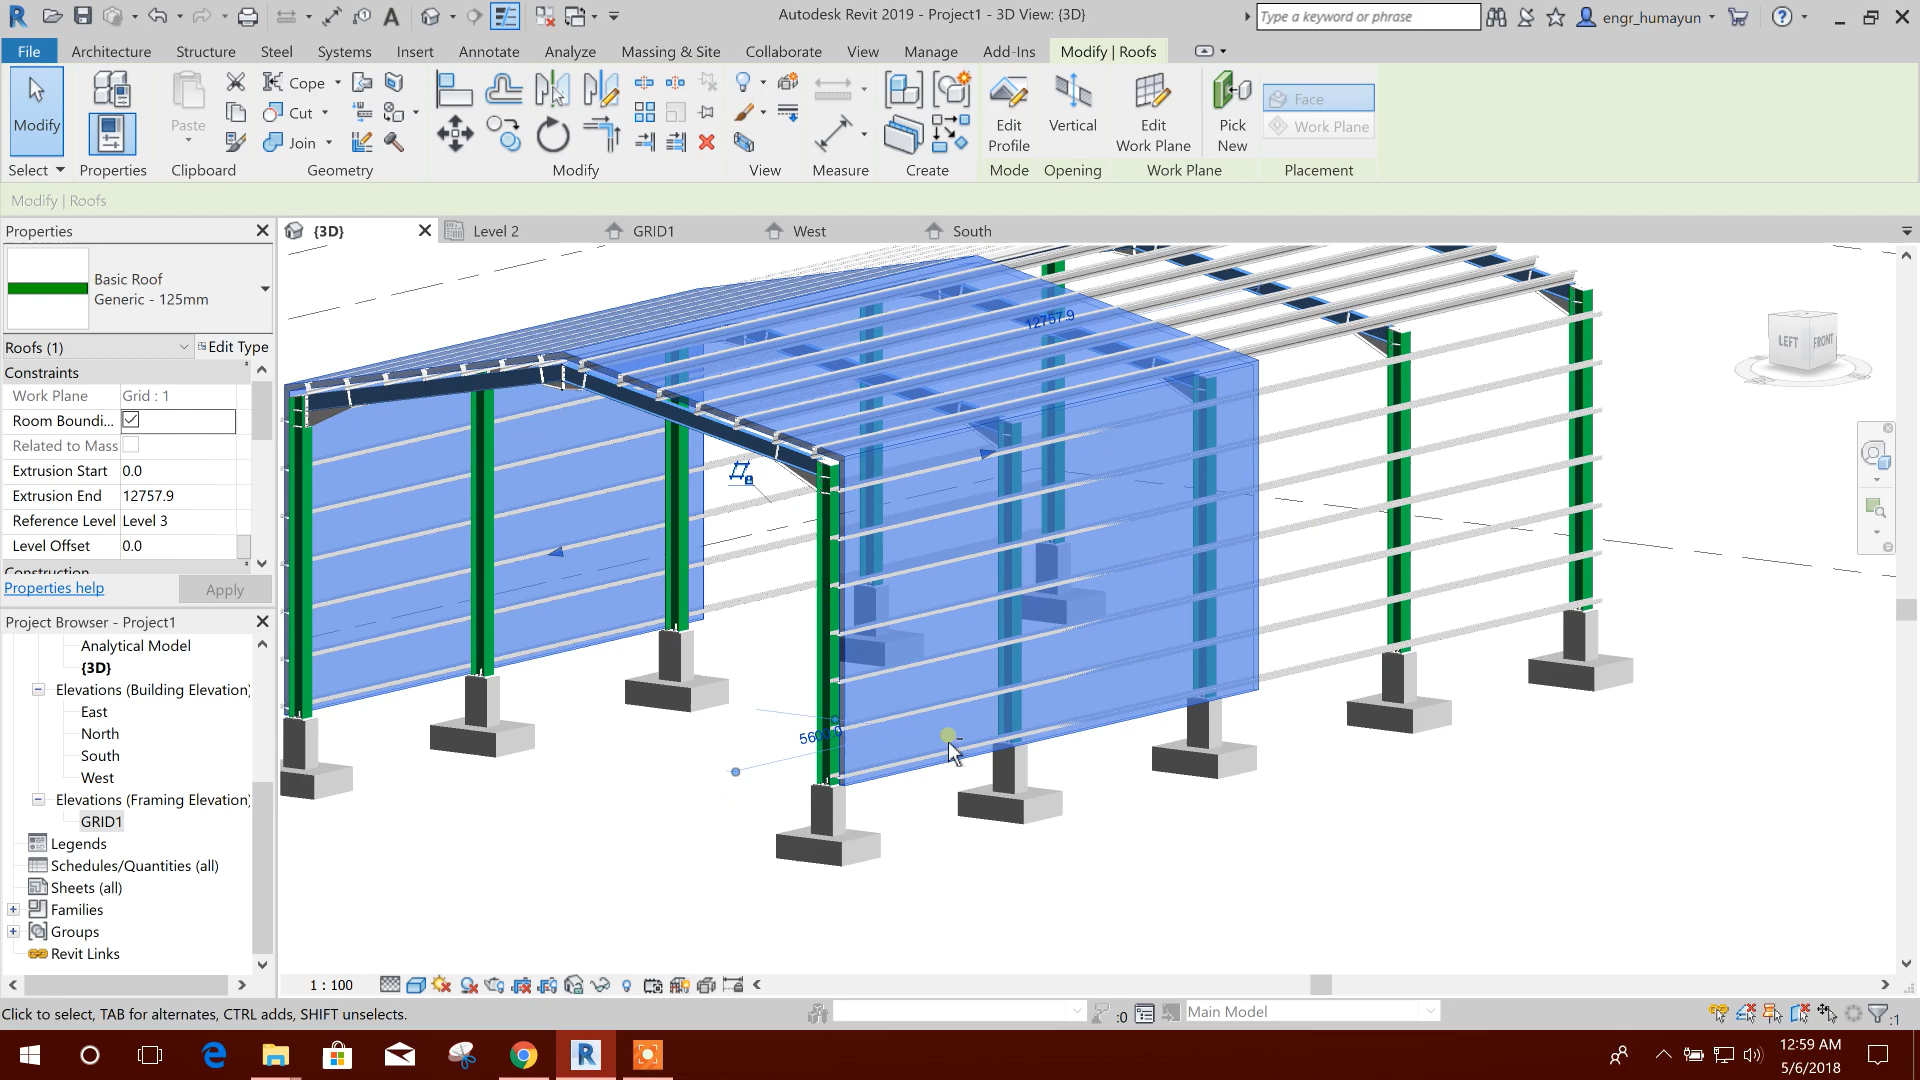 Autodesk Revit 2019 - Project1 - 3D View: {3D}
Type a keyword or phrase
engr_humayun
File Architecture Structure Steel Systems Insert Annotate Analyze Massing & Site Collaborate View Manage Add-Ins Modify | Roofs
Modify
Paste
Cope
Cut
Join
Edit Profile
Vertical
Edit Work Plane
Pick New
Face
Work Plane
Select Properties Clipboard Geometry Modify View Measure Create Mode Opening Work Plane Placement
Modify | Roofs
Properties
{3D} Level 2 GRID1 West South
Basic Roof
Generic - 125mm
Roofs (1) Edit Type
Constraints
Work Plane Grid : 1
Room Boundi...
Related to Mass
Extrusion Start 0.0
Extrusion End 12757.9
Reference Level Level 3
Level Offset 0.0
Construction
Properties help Apply
Project Browser - Project1
Analytical Model
{3D}
Elevations (Building Elevation)
East
North
South
West
Elevations (Framing Elevation)
GRID1
Legends
Schedules/Quantities (all)
Sheets (all)
Families
Groups
Revit Links
12757.9
LEFT FRONT
1 : 100
Click to select, TAB for alternates, CTRL adds, SHIFT unselects.
:0
Main Model
:1
12:59 AM
5/6/2018